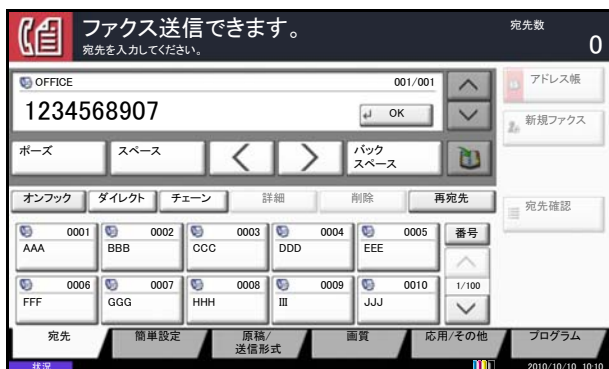 ファクス送信できます。
宛先を入力してください。
宛先数
0
OFFICE
001/001
1234568907
OK
アドレス帳
新規ファクス
ポーズ
スペース
バック
スペース
オンフック
ダイレクト
チェーン
詳細
削除
再宛先
宛先確認
0001
AAA
0002
BBB
0003
CCC
0004
DDD
0005
EEE
番号
0006
FFF
0007
GGG
0008
HHH
0009
III
0010
JJJ
1/100
宛先
簡単設定
原稿/
送信形式
画質
応用/その他
プログラム
状況
2010/10/10 10:10